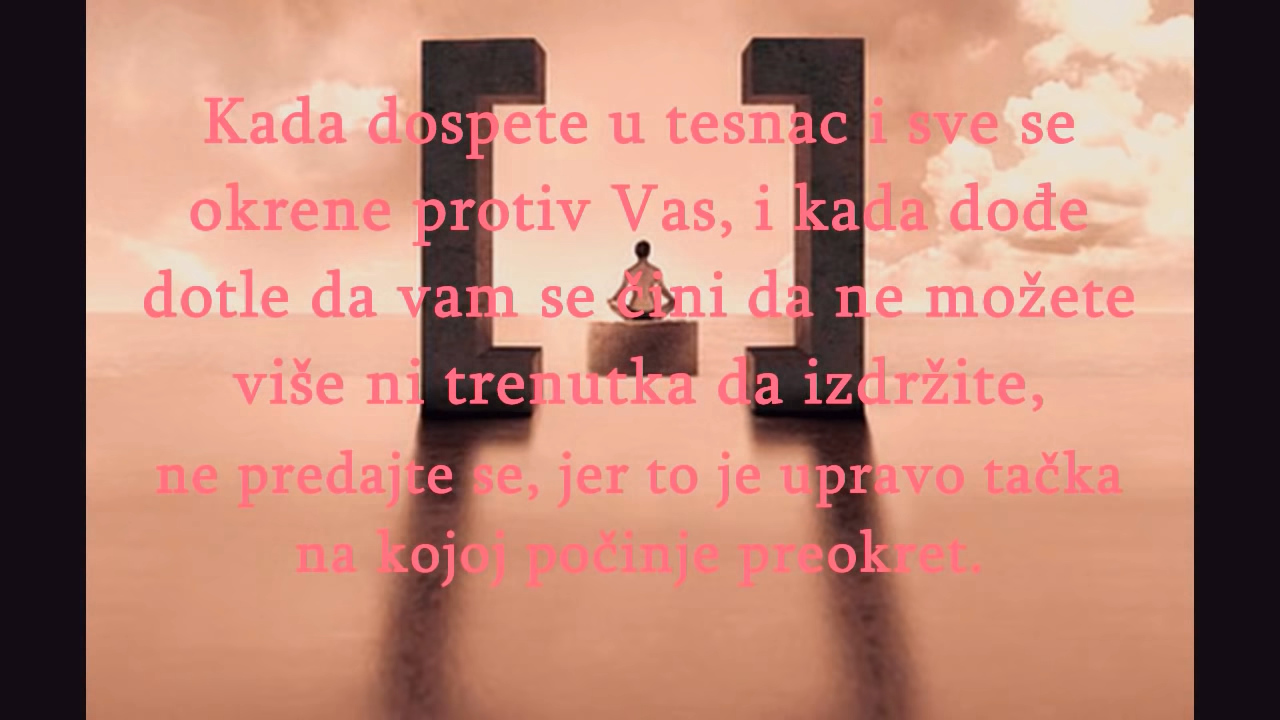 Kada dospete u tesnac i sve se
okrene protiv Vas, i kada dođe
dotle da vam se čini da ne možete
više ni trenutka da izdržite,
ne predajte se, jer to je upravo tačka
na kojoj počinje preokret.